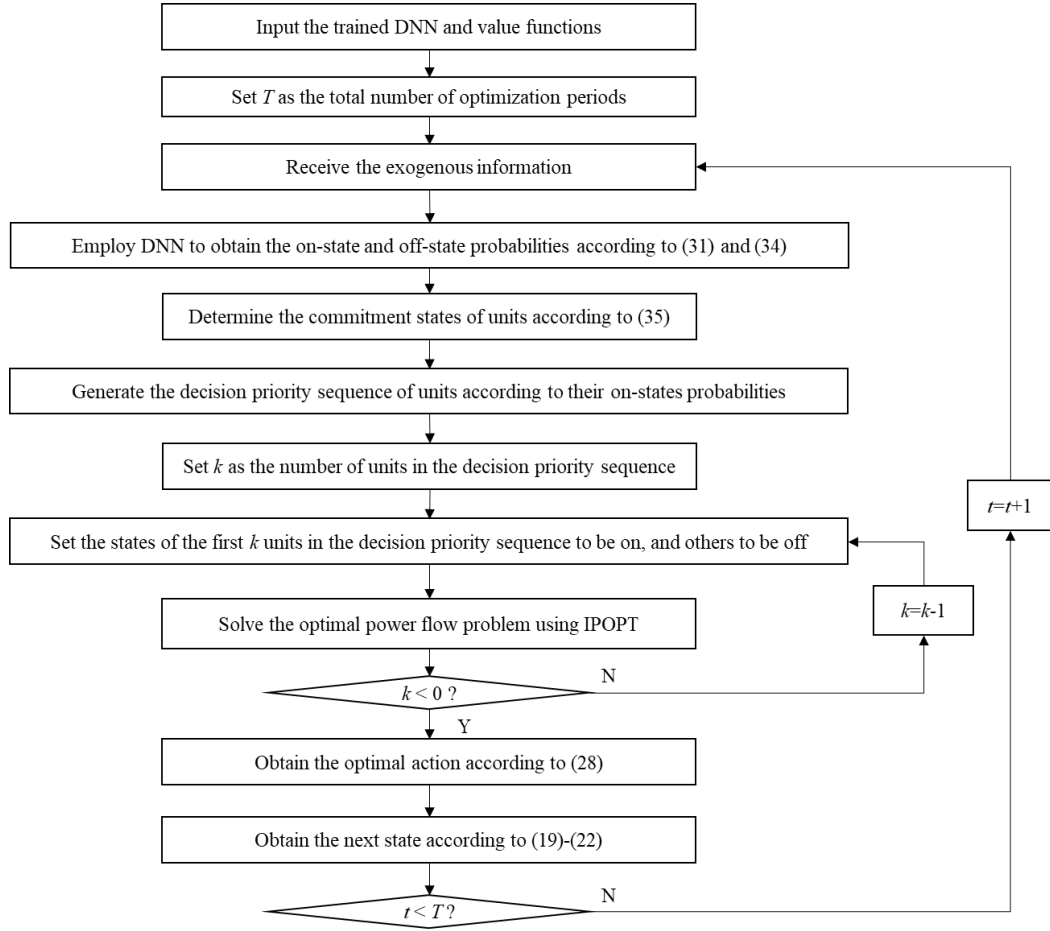 Input the trained DNN and value functions
Set T as the total number of optimization periods
Receive the exogenous information
Employ DNN to obtain the on-state and off-state probabilities according to (31) and (34)
Determine the commitment states of units according to (35)
Generate the decision priority sequence of units according to their on-states probabilities
Set k as the number of units in the decision priority sequence
t=t+1
Set the states of the first k units in the decision priority sequence to be on, and others to be off
k=k-1
Solve the optimal power flow problem using IPOPT
k < 0 ?
N
Y
Obtain the optimal action according to (28)
Obtain the next state according to (19)-(22)
t < T ?
N